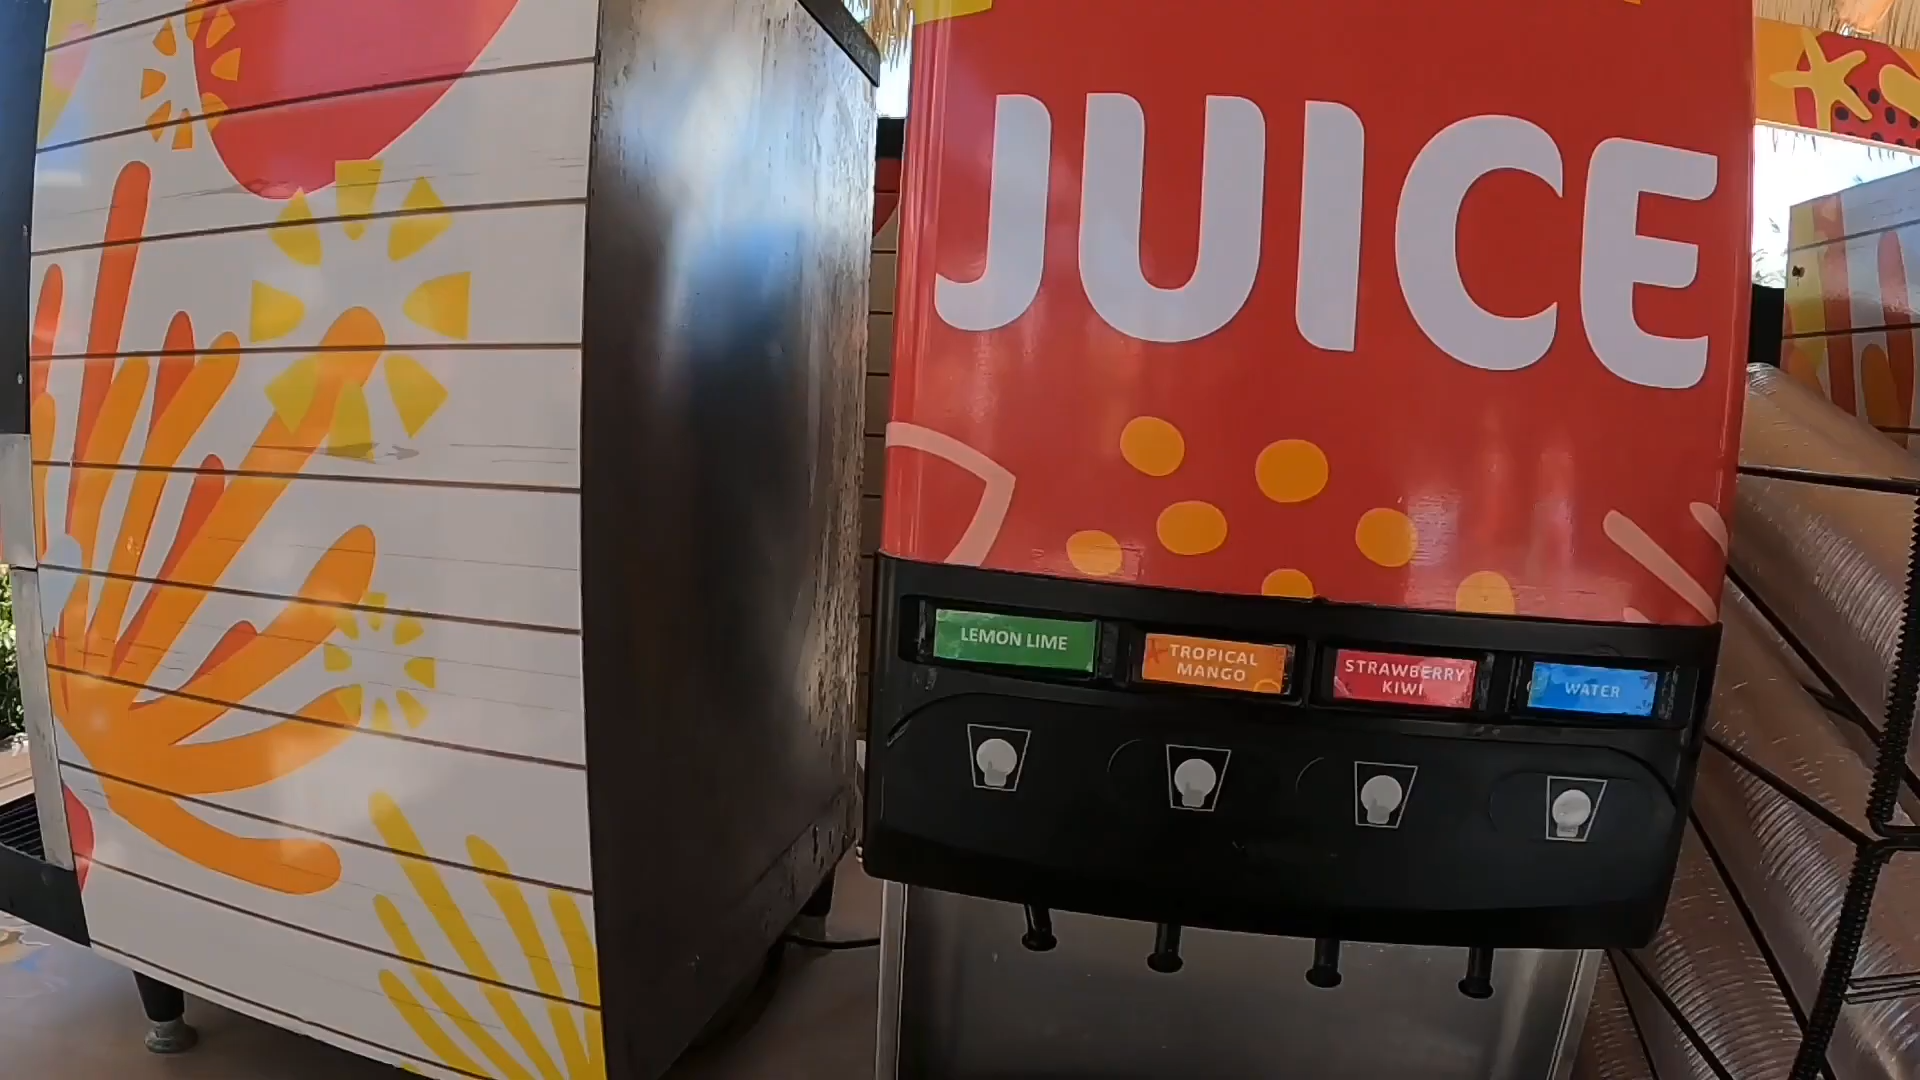 JUICE
LEMON LIME
TROPICAL
MANGO
STRAWBERRY
KIWI
WATER